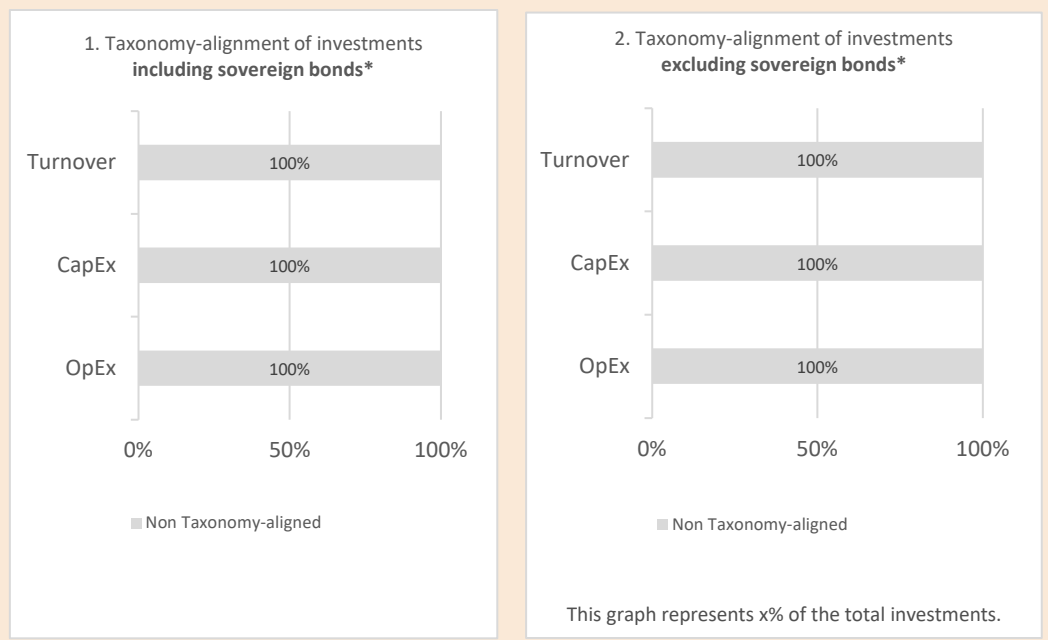 1. Taxonomy-alignment of investments
including sovereign bonds*
Turnover
100%
CapEx
100%
OpEx
100%
0%
50%
100%
Non Taxonomy-aligned
2. Taxonomy-alignment of investments
excluding sovereign bonds*
Turnover
100%
CapEx
100%
OpEx
100%
0%
50%
100%
Non Taxonomy-aligned
This graph represents x% of the total investments.